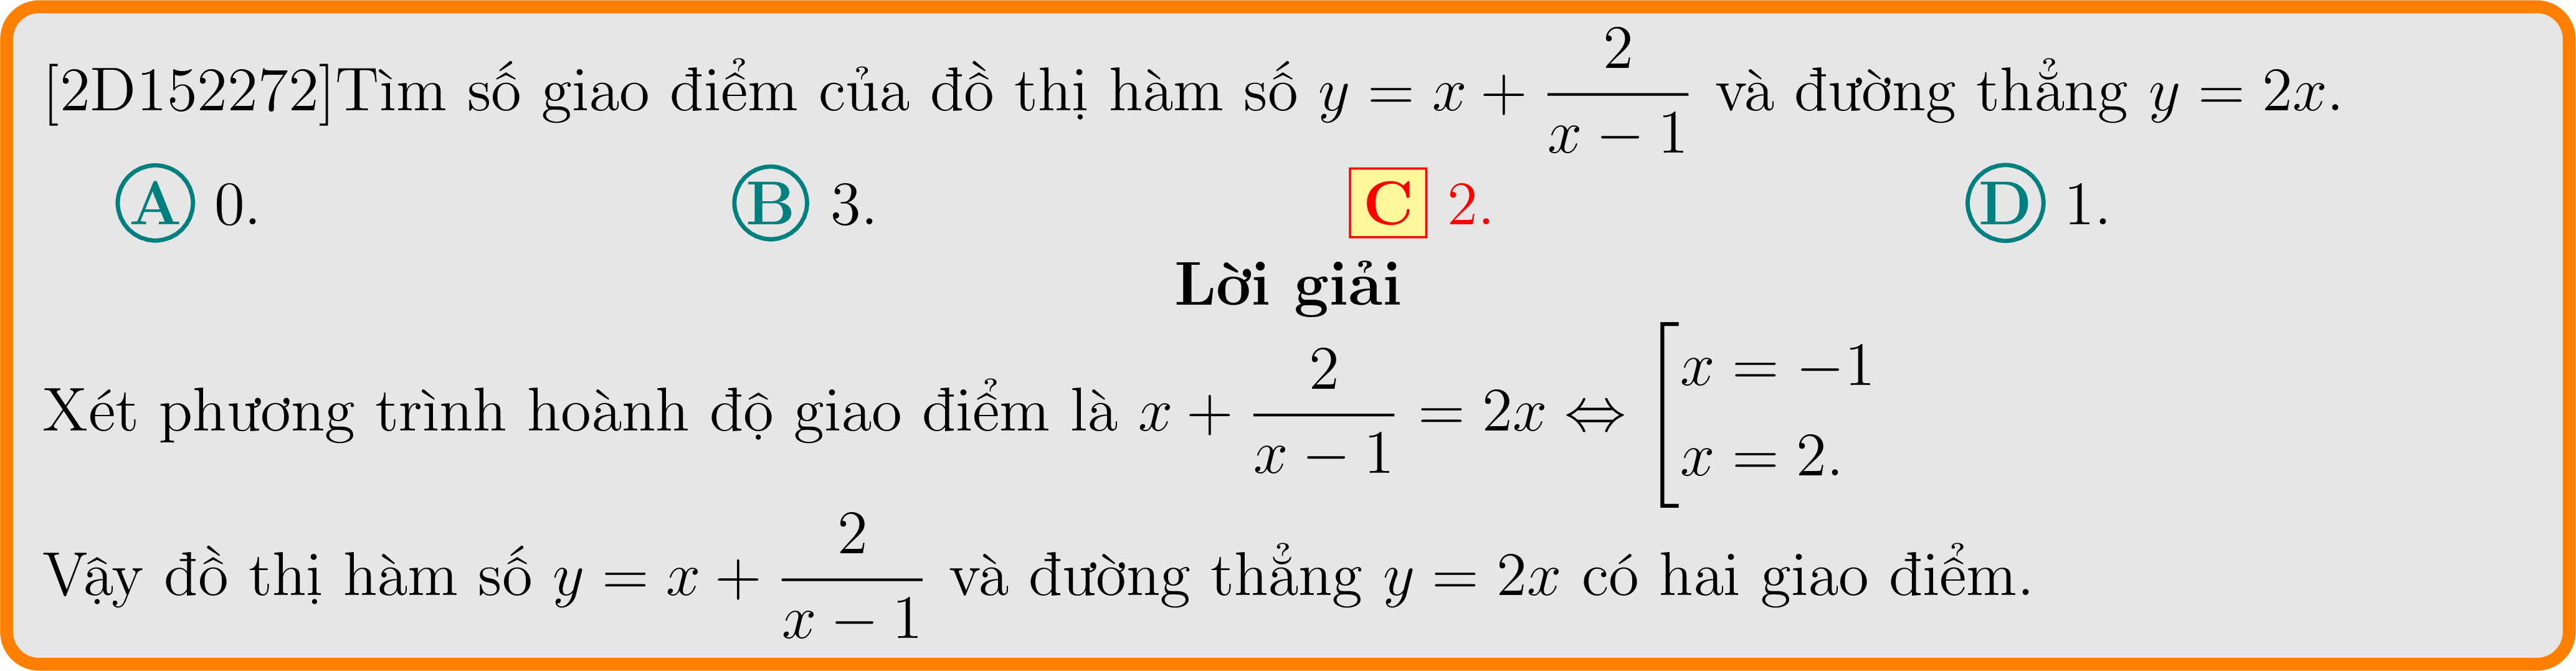 [2D152272]Tìm số giao điểm của đồ thị hàm số $y = x + \dfrac{2}{x-1}$ và đường thẳng $y = 2x$.
A 0. B 3. C 2. D 1.
Lời giải
Xét phương trình hoành độ giao điểm là $x + \dfrac{2}{x-1} = 2x \Leftrightarrow \left[\begin{array}{l} x = -1 \\ x = 2. \end{array}\right.$
Vậy đồ thị hàm số $y = x + \dfrac{2}{x-1}$ và đường thẳng $y = 2x$ có hai giao điểm.